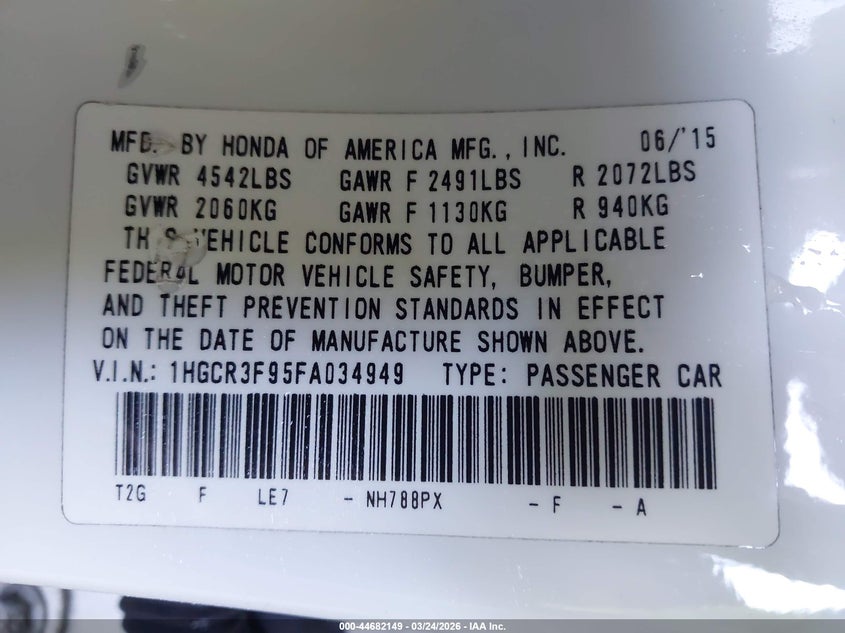 MFD. BY HONDA OF AMERICA MFG., INC. 06/'15
GVWR 4542LBS GAWR F 2491LBS R 2072LBS
GVWR 2060KG GAWR F 1130KG R 940KG
TH S VEHICLE CONFORMS TO ALL APPLICABLE
FEDERAL MOTOR VEHICLE SAFETY, BUMPER,
AND THEFT PREVENTION STANDARDS IN EFFECT
ON THE DATE OF MANUFACTURE SHOWN ABOVE.
V.I.N.: 1HGCR3F95FA034949 TYPE: PASSENGER CAR
T2G F LE7 - NH788PX - F - A
000-44682149 - 03/24/2026 - IAA Inc.